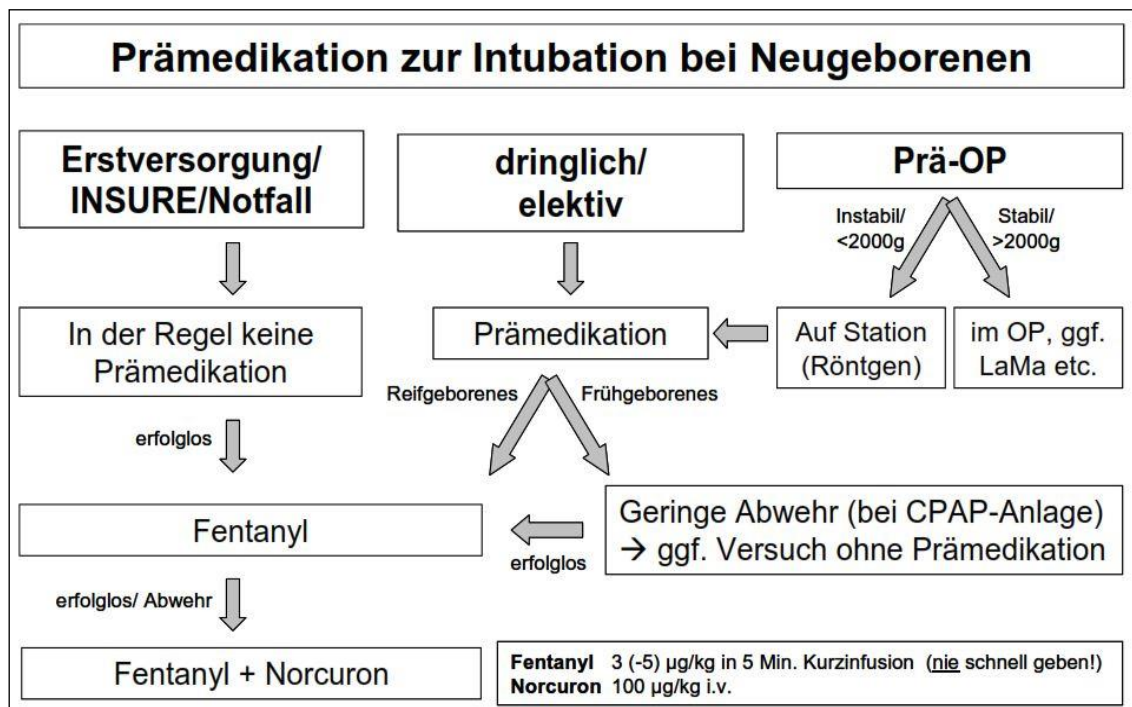 Prämedikation zur Intubation bei Neugeborenen
Erstversorgung/
INSURE/Notfall
dringlich/
elektiv
Prä-OP
Instabil/
<2000g
Stabil/
>2000g
In der Regel keine
Prämedikation
Prämedikation
Auf Station
(Röntgen)
im OP, ggf.
LaMa etc.
Reifgeborenes
Frühgeborenes
erfolglos
Fentanyl
Geringe Abwehr (bei CPAP-Anlage)
→ ggf. Versuch ohne Prämedikation
erfolglos
erfolglos/ Abwehr
Fentanyl + Norcuron
Fentanyl 3 (-5) µg/kg in 5 Min. Kurzinfusion (nie schnell geben!)
Norcuron 100 µg/kg i.v.